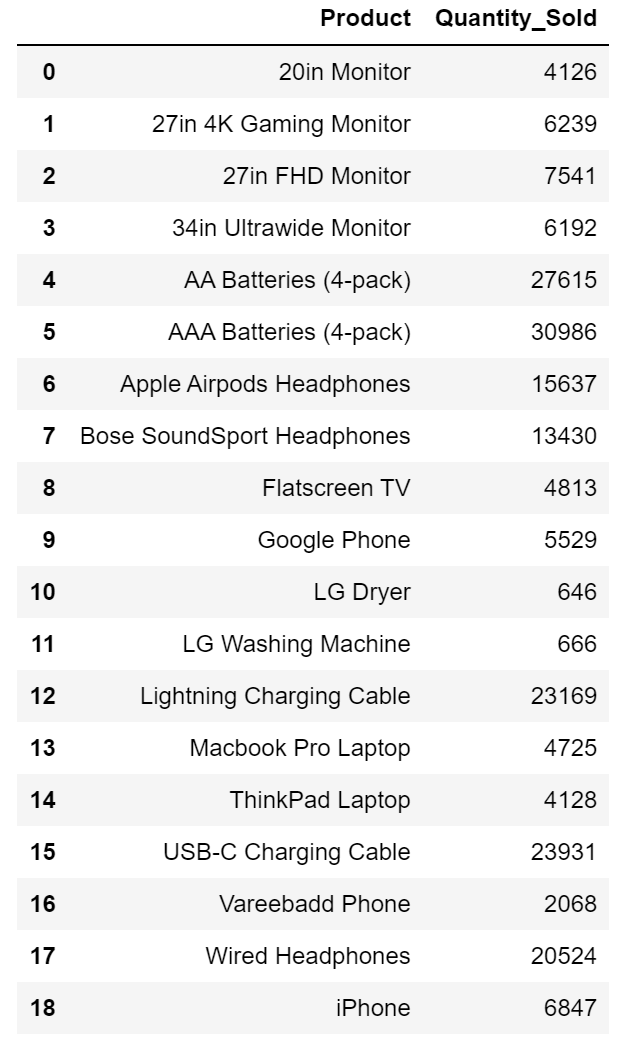 Product Quantity_Sold
0 20in Monitor 4126
1 27in 4K Gaming Monitor 6239
2 27in FHD Monitor 7541
3 34in Ultrawide Monitor 6192
4 AA Batteries (4-pack) 27615
5 AAA Batteries (4-pack) 30986
6 Apple Airpods Headphones 15637
7 Bose SoundSport Headphones 13430
8 Flatscreen TV 4813
9 Google Phone 5529
10 LG Dryer 646
11 LG Washing Machine 666
12 Lightning Charging Cable 23169
13 Macbook Pro Laptop 4725
14 ThinkPad Laptop 4128
15 USB-C Charging Cable 23931
16 Vareebadd Phone 2068
17 Wired Headphones 20524
18 iPhone 6847